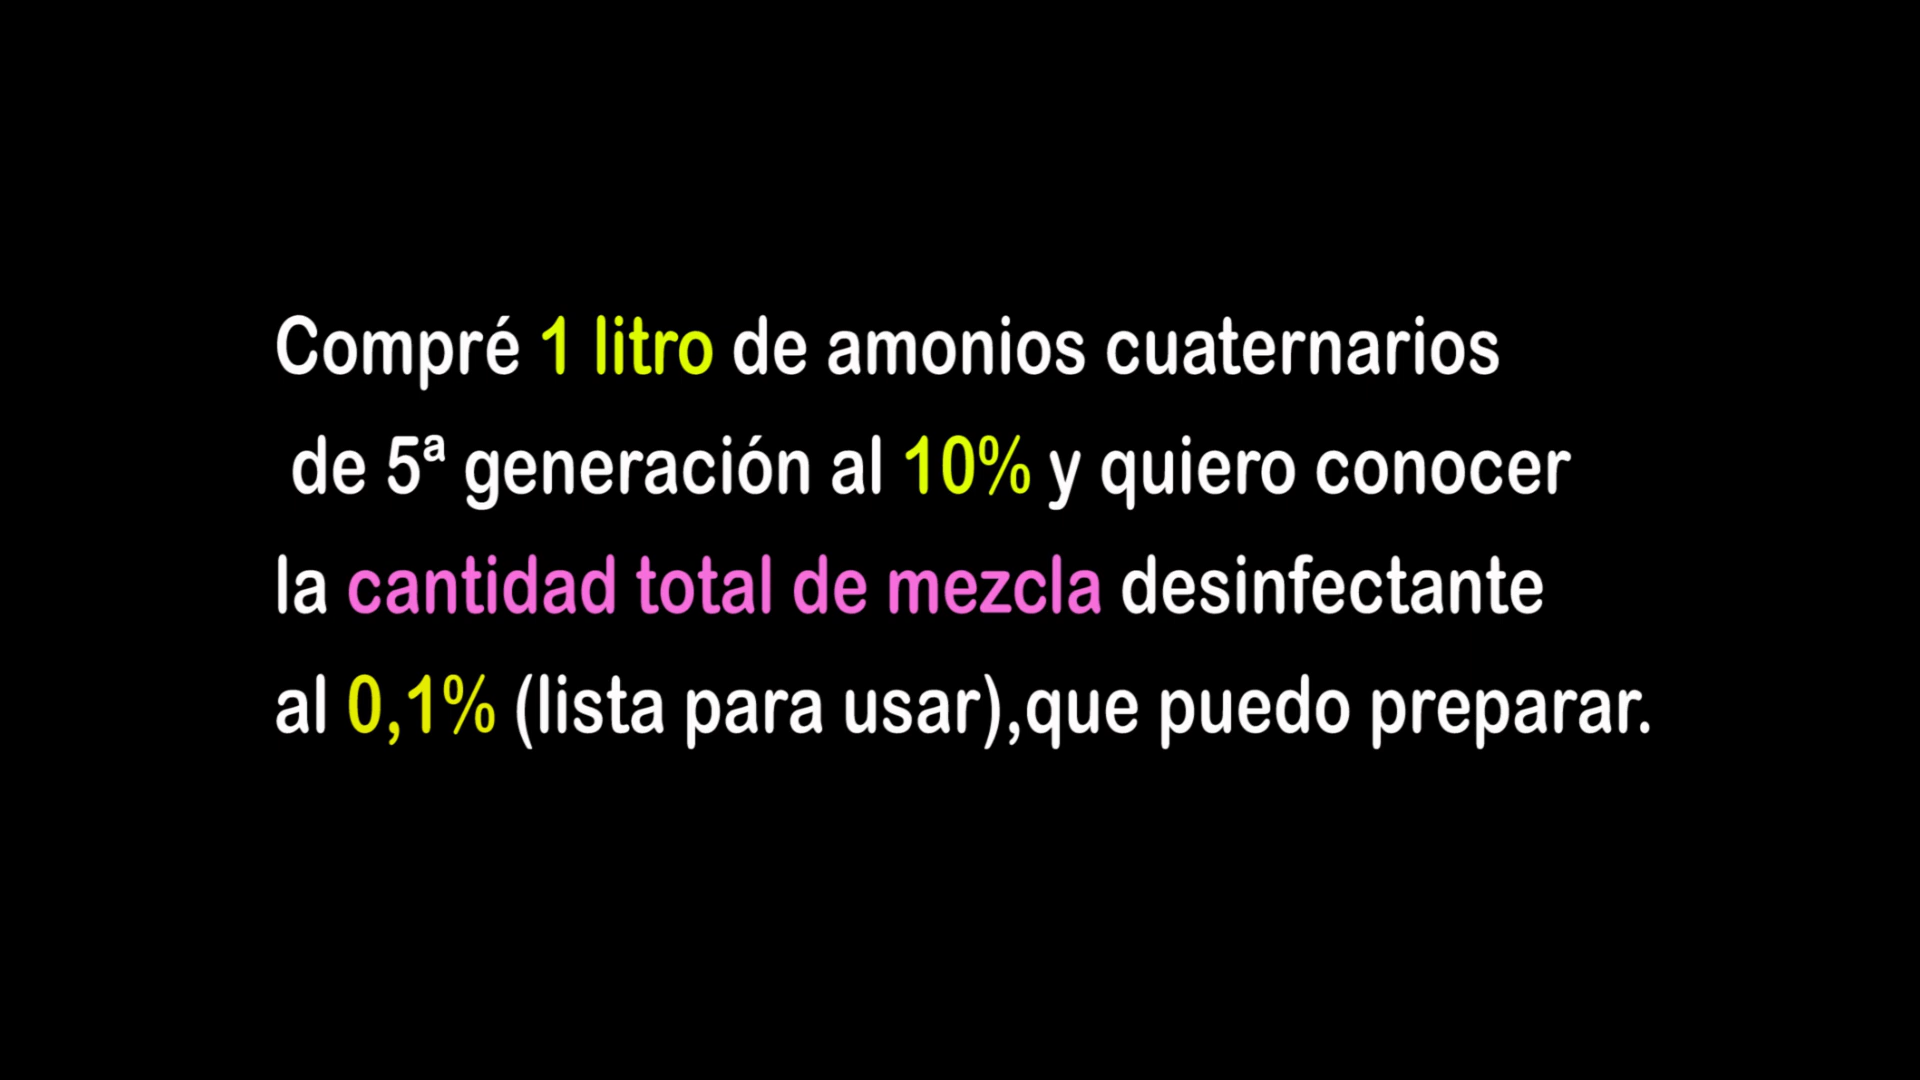 Compré 1 litro de amonios cuaternarios
de 5ª generación al 10% y quiero conocer
la cantidad total de mezcla desinfectante
al 0,1% (lista para usar),que puedo preparar.